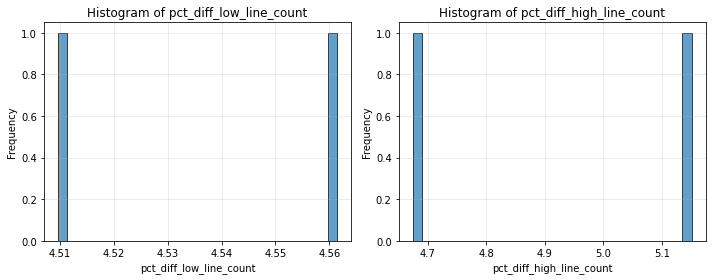 Histogram of pct_diff_low_line_count
Frequency
1.0
0.8
0.6
0.4
0.2
0.0
4.51 4.52 4.53 4.54 4.55 4.56
pct_diff_low_line_count
Histogram of pct_diff_high_line_count
Frequency
1.0
0.8
0.6
0.4
0.2
0.0
4.7 4.8 4.9 5.0 5.1
pct_diff_high_line_count